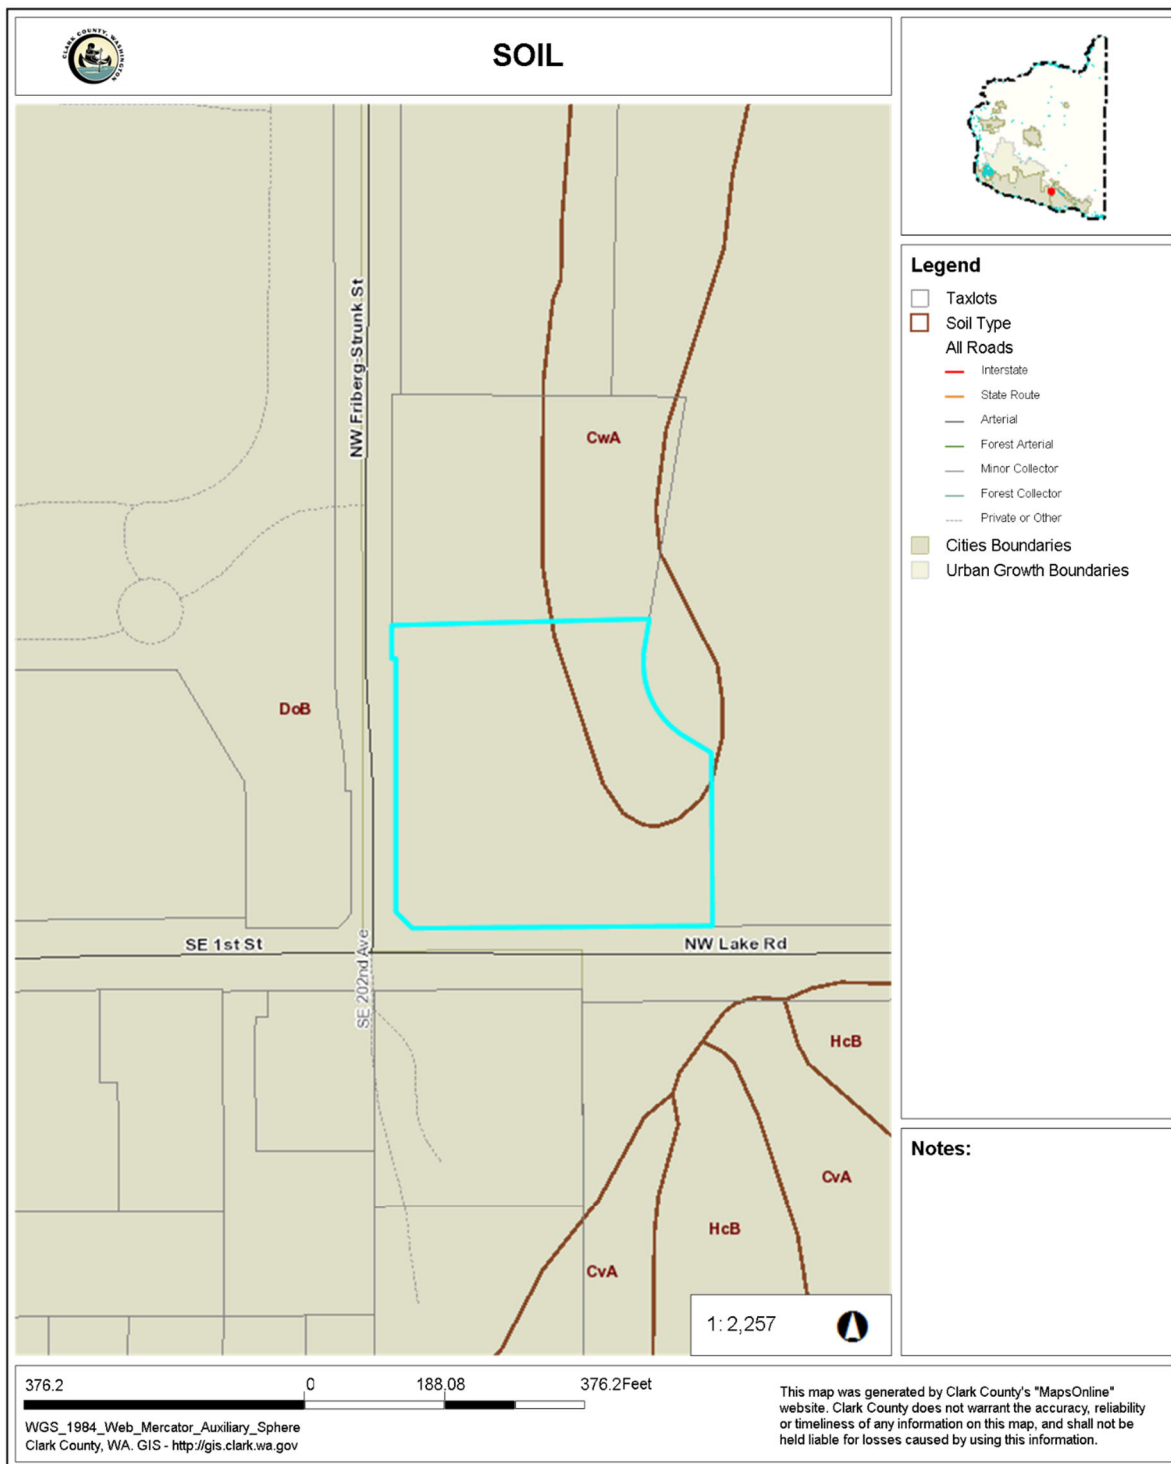 CLARK COUNTY, WASHINGTON
SOIL
NW Friberg-Strunk St
CwA
DoB
SE 1st St
NW Lake Rd
SE 202nd Ave
HcB
CvA
HcB
CvA
1: 2,257
Legend
Taxlots
Soil Type
All Roads
Interstate
State Route
Arterial
Forest Arterial
Minor Collector
Forest Collector
Private or Other
Cities Boundaries
Urban Growth Boundaries
Notes:
376.2 0 188.08 376.2Feet
WGS_1984_Web_Mercator_Auxiliary_Sphere
Clark County, WA. GIS - http://gis.clark.wa.gov
This map was generated by Clark County's "MapsOnline"
website. Clark County does not warrant the accuracy, reliability
or timeliness of any information on this map, and shall not be
held liable for losses caused by using this information.